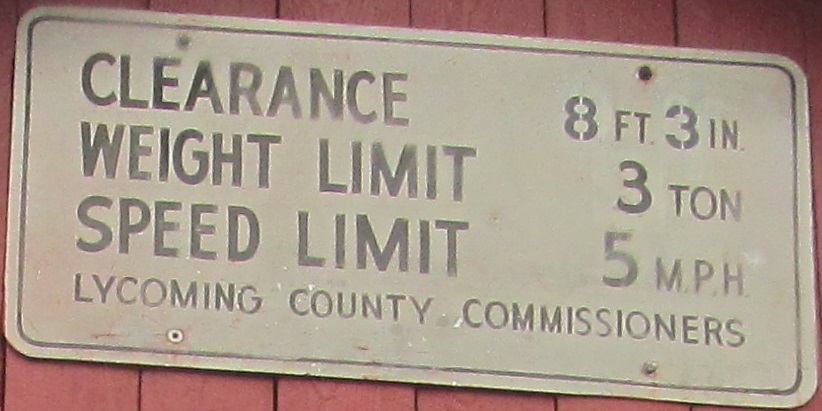 CLEARANCE 8 FT. 3 IN.
WEIGHT LIMIT 3 TON
SPEED LIMIT 5 M.P.H.
LYCOMING COUNTY COMMISSIONERS